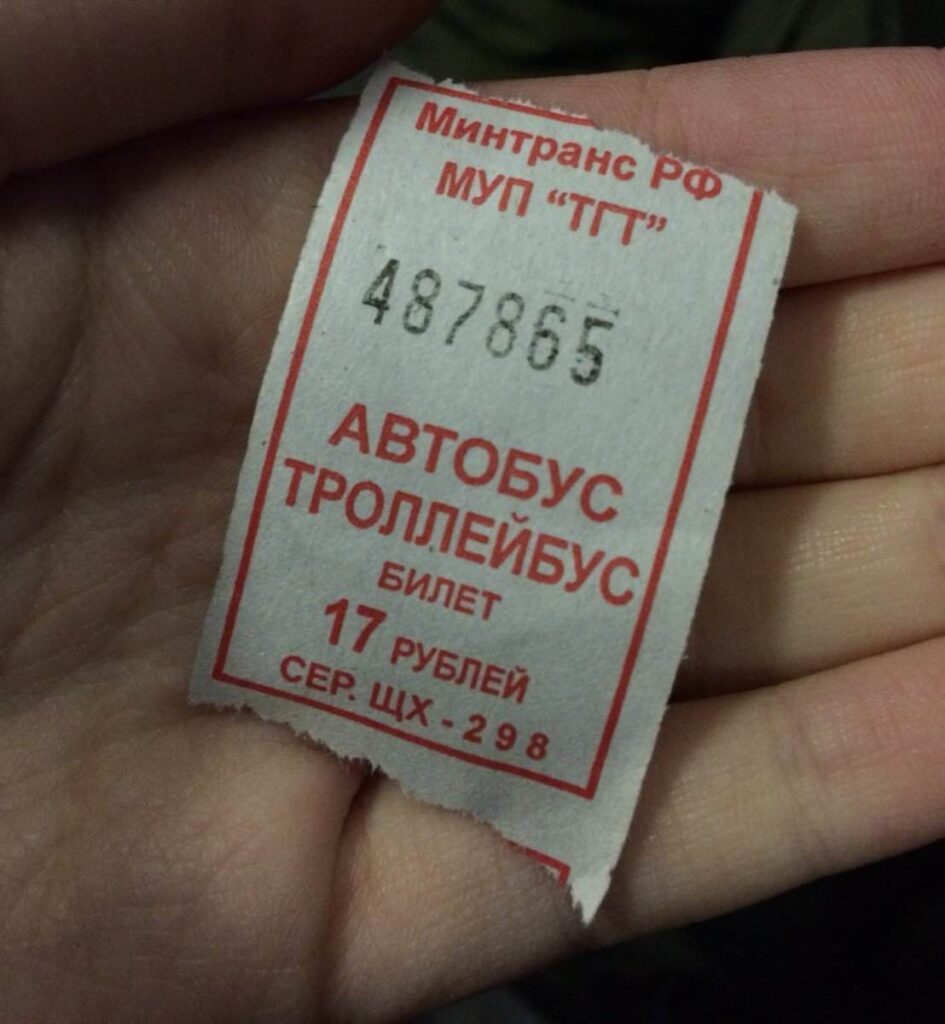 Минтранс РФ
МУП “ТГТ”
487865
АВТОБУС
ТРОЛЛЕЙБУС
БИЛЕТ
17 РУБЛЕЙ
СЕР. ЩХ - 298